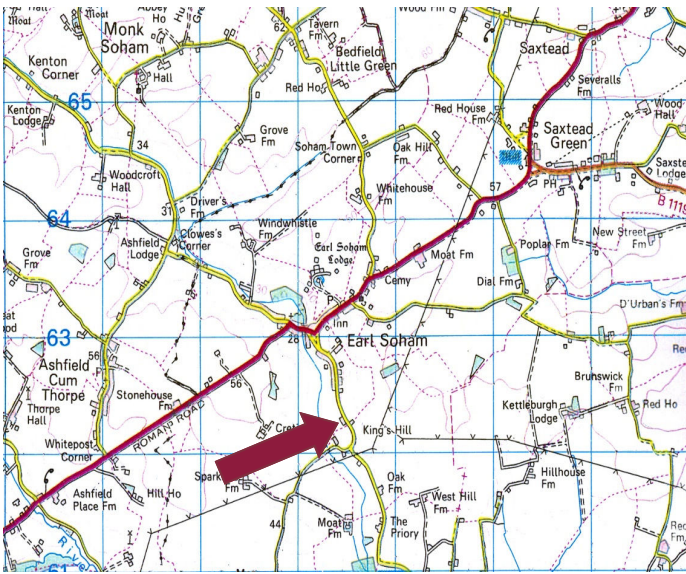 Moat
Abbey
Ho
Monk
Soham
Hall
Kenton
Corner
65
Kenton
Lodge
34
Woodcroft
Hall
62
Tavern
Fm
Bedfield
Little Green
Red Ho
Grove
Fm
Soham Town
Corner
Oak Hill
Fm
Whitehouse
Fm
Wood Fm
Saxtead
Severalls
Fm
Red House
Fm
Wood
Hall
Saxtead
Green
PH
Lodge
B 1119
57
64
31
Driver's
Fm
Clowes's
Corner
Ashfield
Lodge
Windwhistle
Fm
Earl Soham
Lodge
Cemy
Moat Fm
Poplar Fm
New Street
Fm
Dial Fm
D'Urban's Fm
Grove
Fm
63
P
Inn
28
Earl Soham
56
Ashfield
Cum
Thorpe
Thorpe
Hall
Stonehouse
Fm
56
ROMAN ROAD
Whitepost
Corner
King's Hill
Brunswick
Fm
Kettleburgh
Lodge
Red Ho
Ashfield
Place Fm
Hill Ho
Fm
Oak
Fm
West Hill
Fm
Hillhouse
Fm
44
Moat
Fm
The
Priory
Fm
61